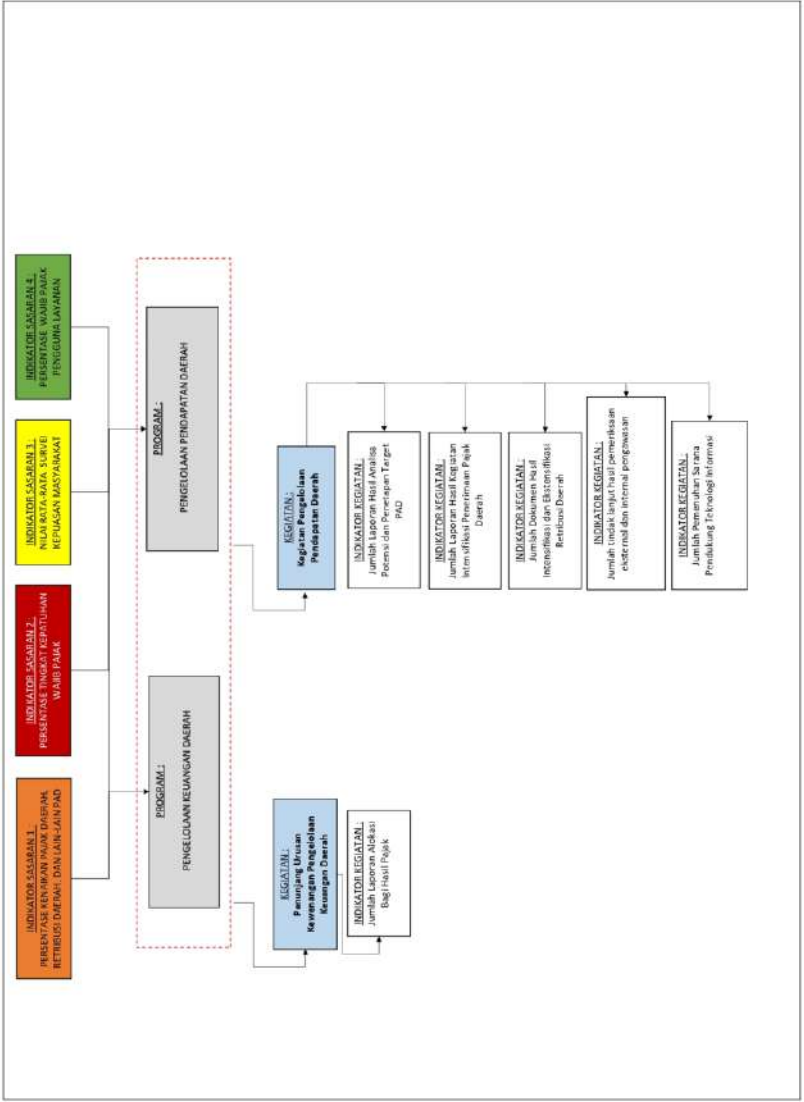 INDIKATOR SASARAN 1 :
PERSENTASE KENAIKAN PAJAK DAERAH,
RETRIBUSI DAERAH, DAN LAIN-LAIN PAD
INDIKATOR SASARAN 2 :
PERSENTASE TINGKAT KEPATUHAN
WAJIB PAJAK
INDIKATOR SASARAN 3 :
NILAI RATA-RATA SURVEI
KEPUASAN MASYARAKAT
INDIKATOR SASARAN 4 :
PERSENTASE WAJIB PAJAK
PENGGUNA LAYANAN
PROGRAM :
PENGELOLAAN KEUANGAN DAERAH
PROGRAM :
PENGELOLAAN PENDAPATAN DAERAH
KEGIATAN :
Penunjang Urusan
Kewenangan Pengelolaan
Keuangan Daerah
INDIKATOR KEGIATAN :
Jumlah Laporan Alokasi
Bagi Hasil Pajak
KEGIATAN :
Kegiatan Pengelolaan
Pendapatan Daerah
INDIKATOR KEGIATAN :
Jumlah Laporan Hasil Analisa
Potensi dan Penetapan Target
PAD
INDIKATOR KEGIATAN :
Jumlah Laporan Hasil Kegiatan
Intensifikasi Penerimaan Pajak
Daerah
INDIKATOR KEGIATAN :
Jumlah Dokumen Hasil
Intensifikasi dan Ekstensifikasi
Retribusi Daerah
INDIKATOR KEGIATAN :
Jumlah tindak lanjut hasil pemeriksaan
eksternal dan internal pengawasan
INDIKATOR KEGIATAN :
Jumlah Pemenuhan Sarana
Pendukung Teknologi Informasi